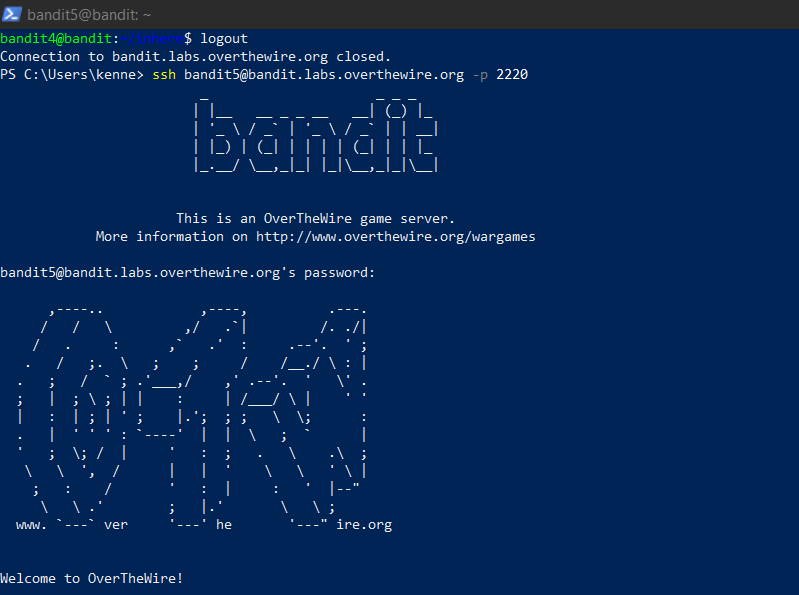 bandit5@bandit: ~
bandit4@bandit:~/inhere$ logout
Connection to bandit.labs.overthewire.org closed.
PS C:\Users\kenne> ssh bandit5@bandit.labs.overthewire.org -p 2220
bandit
This is an OverTheWire game server.
More information on http://www.overthewire.org/wargames
bandit5@bandit.labs.overthewire.org's password:
www. ver he ire.org
Welcome to OverTheWire!